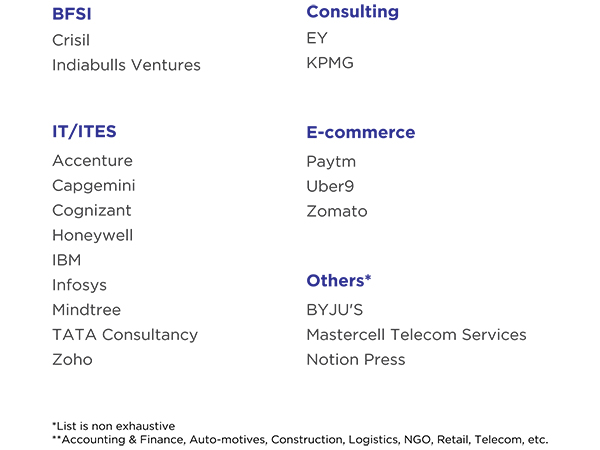 BFSI
Crisil
Indiabulls Ventures
IT/ITES
Accenture
Capgemini
Cognizant
Honeywell
IBM
Infosys
Mindtree
TATA Consultancy
Zoho
Consulting
EY
KPMG
E-commerce
Paytm
Uber9
Zomato
Others*
BYJU'S
Mastercell Telecom Services
Notion Press
*List is non exhaustive
**Accounting & Finance, Auto-motives, Construction, Logistics, NGO, Retail, Telecom, etc.